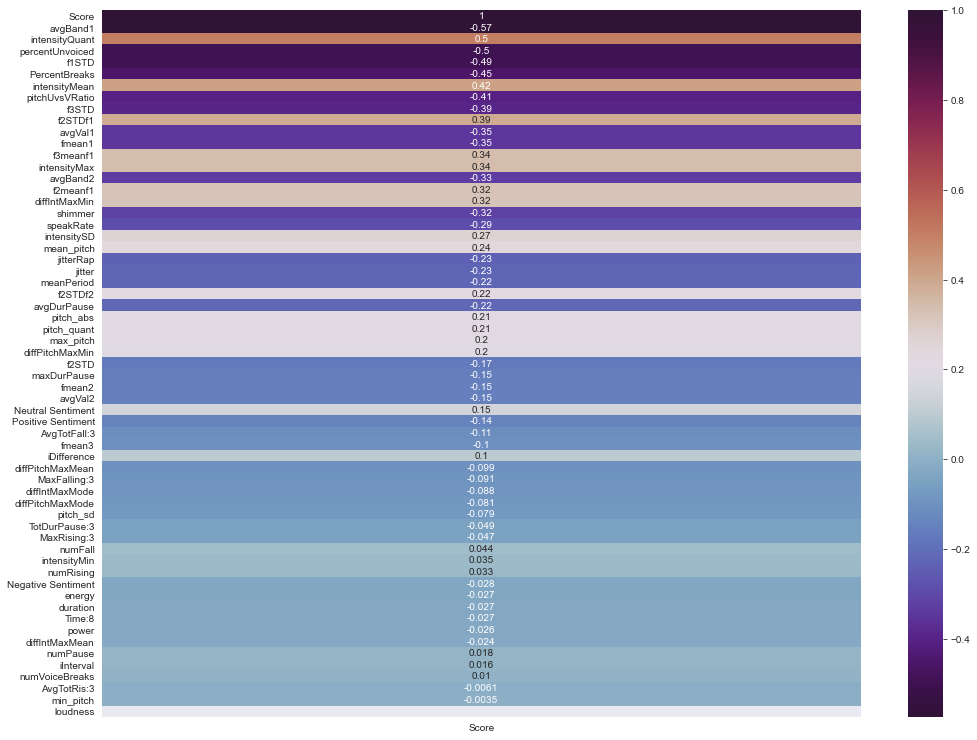 Score 1
avgBand1 -0.57
intensityQuant 0.5
percentUnvoiced -0.5
f1STD -0.49
PercentBreaks -0.45
intensityMean 0.42
pitchUvsVRatio -0.41
f3STD -0.39
f2STDf1 0.39
avgVal1 -0.35
fmean1 -0.35
f3meanf1 0.34
intensityMax 0.34
avgBand2 -0.33
f2meanf1 0.32
diffIntMaxMin 0.32
shimmer -0.32
speakRate -0.29
intensitySD 0.27
mean_pitch 0.24
jitterRap -0.23
jitter -0.23
meanPeriod -0.22
f2STDf2 0.22
avgDurPause -0.22
pitch_abs 0.21
pitch_quant 0.21
max_pitch 0.2
diffPitchMaxMin 0.2
f2STD -0.17
maxDurPause -0.15
fmean2 -0.15
avgVal2 -0.15
Neutral Sentiment 0.15
Positive Sentiment -0.14
AvgTotFall:3 -0.11
fmean3 -0.1
iDifference 0.1
diffPitchMaxMean -0.099
MaxFalling:3 -0.091
diffIntMaxMode -0.088
diffPitchMaxMode -0.081
pitch_sd -0.079
TotDurPause:3 -0.049
MaxRising:3 -0.047
numFall 0.044
intensityMin 0.035
numRising 0.033
Negative Sentiment -0.028
energy -0.027
duration -0.027
Time:8 -0.027
power -0.026
diffIntMaxMean -0.024
numPause 0.018
iInterval 0.016
numVoiceBreaks 0.01
AvgTotRis:3 -0.0061
min_pitch -0.0035
loudness
Score
1.0
0.8
0.6
0.4
0.2
0.0
−0.2
−0.4